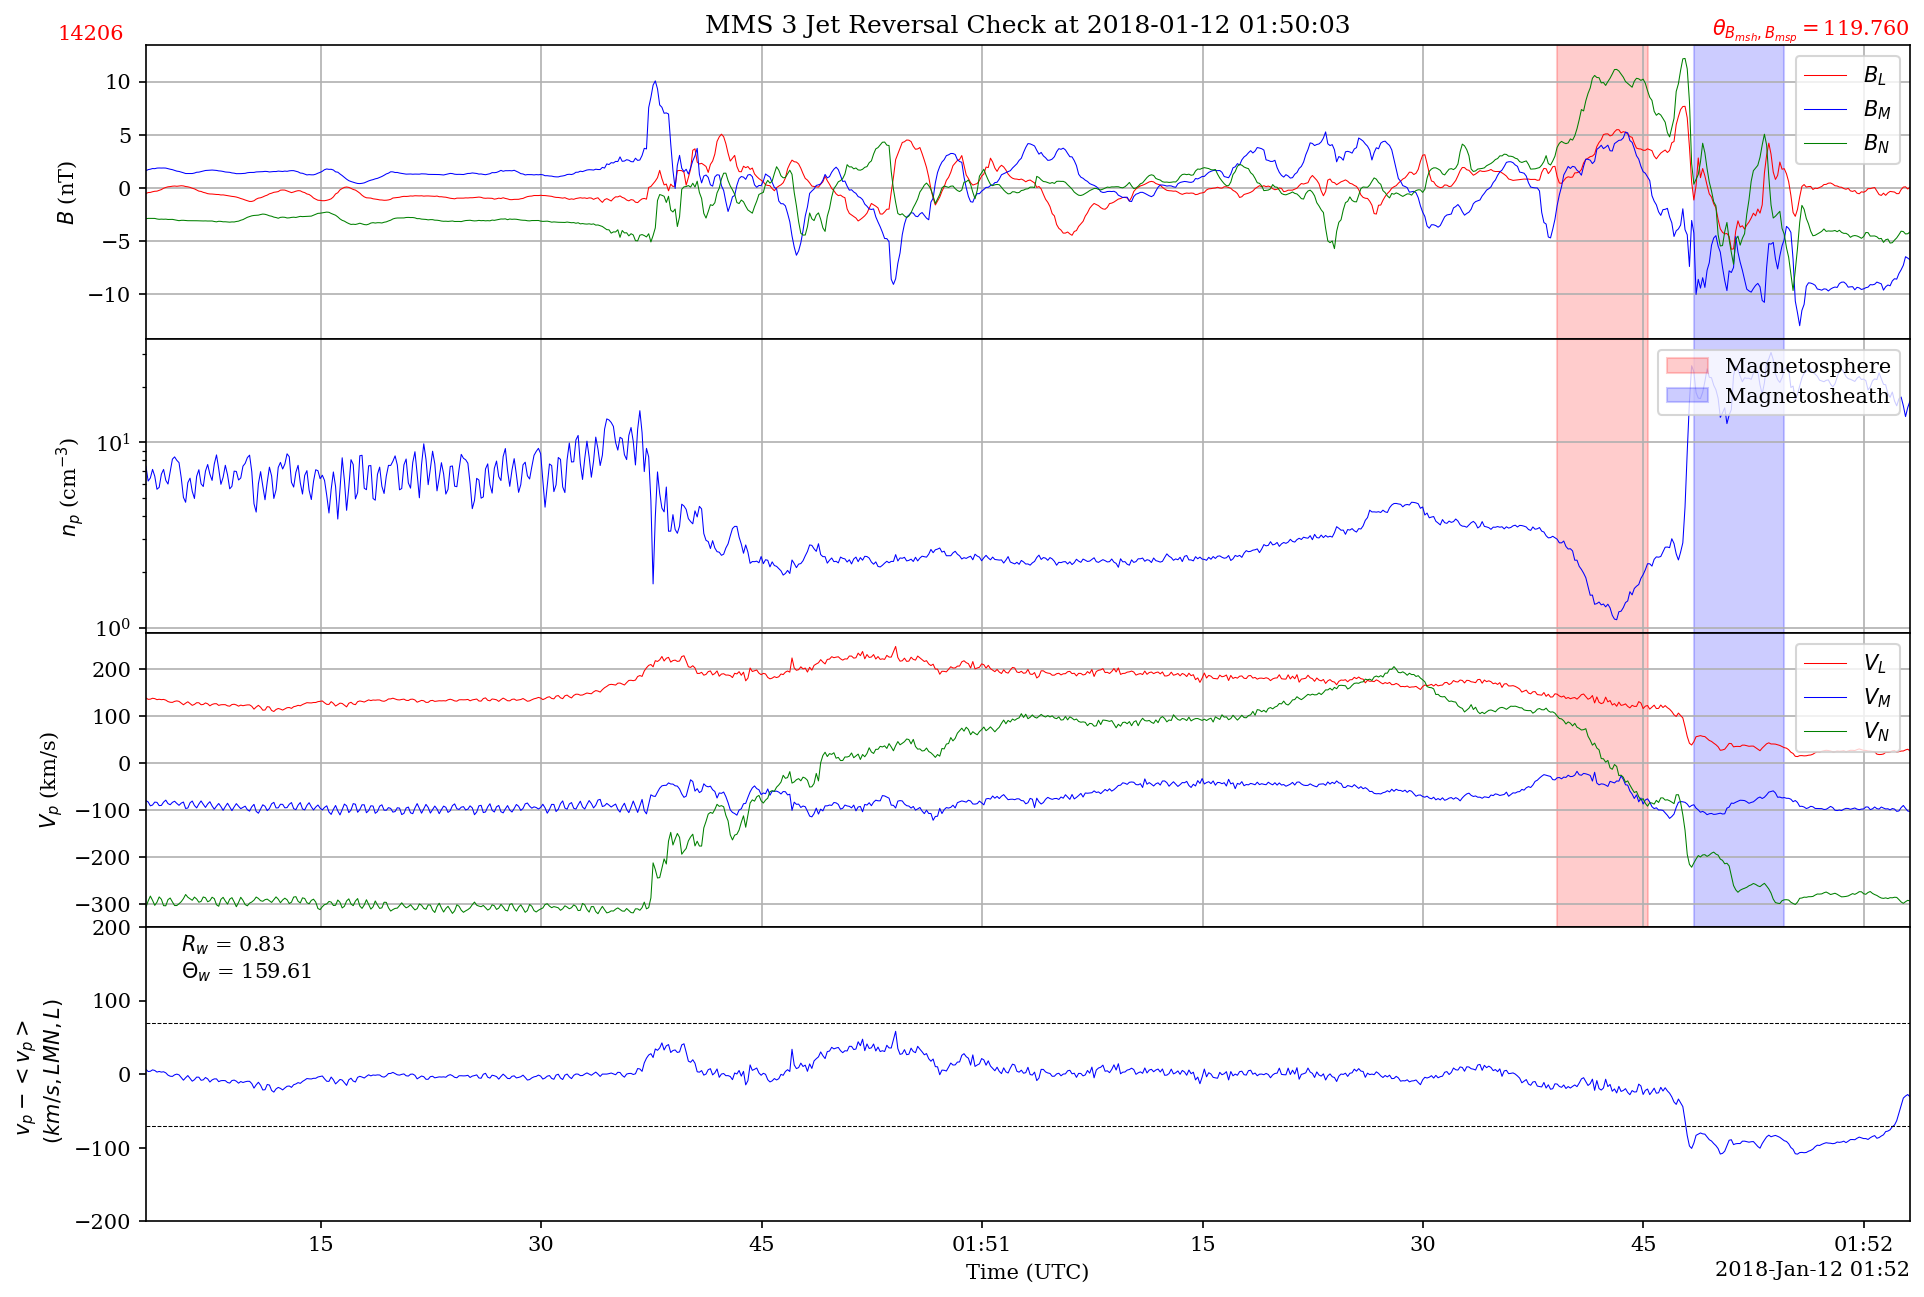 14206
MMS 3 Jet Reversal Check at 2018-01-12 01:50:03
θ_{B_{msh}, B_{msp}} = 119.760
10
5
0
−5
−10
B (nT)
B_L
B_M
B_N
10^1
10^0
n_p (cm^{−3})
Magnetosphere
Magnetosheath
200
100
0
−100
−200
−300
V_p (km/s)
V_L
V_M
V_N
200
100
0
−100
−200
v_p − < v_p >
(km/s, LMN, L)
R_w = 0.83
Θ_w = 159.61
15 30 45 01:51 15 30 45 01:52
Time (UTC)
2018-Jan-12 01:52